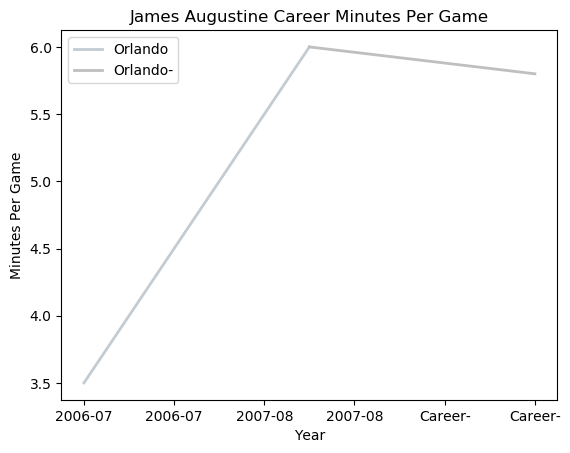 James Augustine Career Minutes Per Game
Orlando
Orlando-
6.0
5.5
5.0
4.5
4.0
3.5
Minutes Per Game
2006-07 2006-07 2007-08 2007-08 Career- Career-
Year